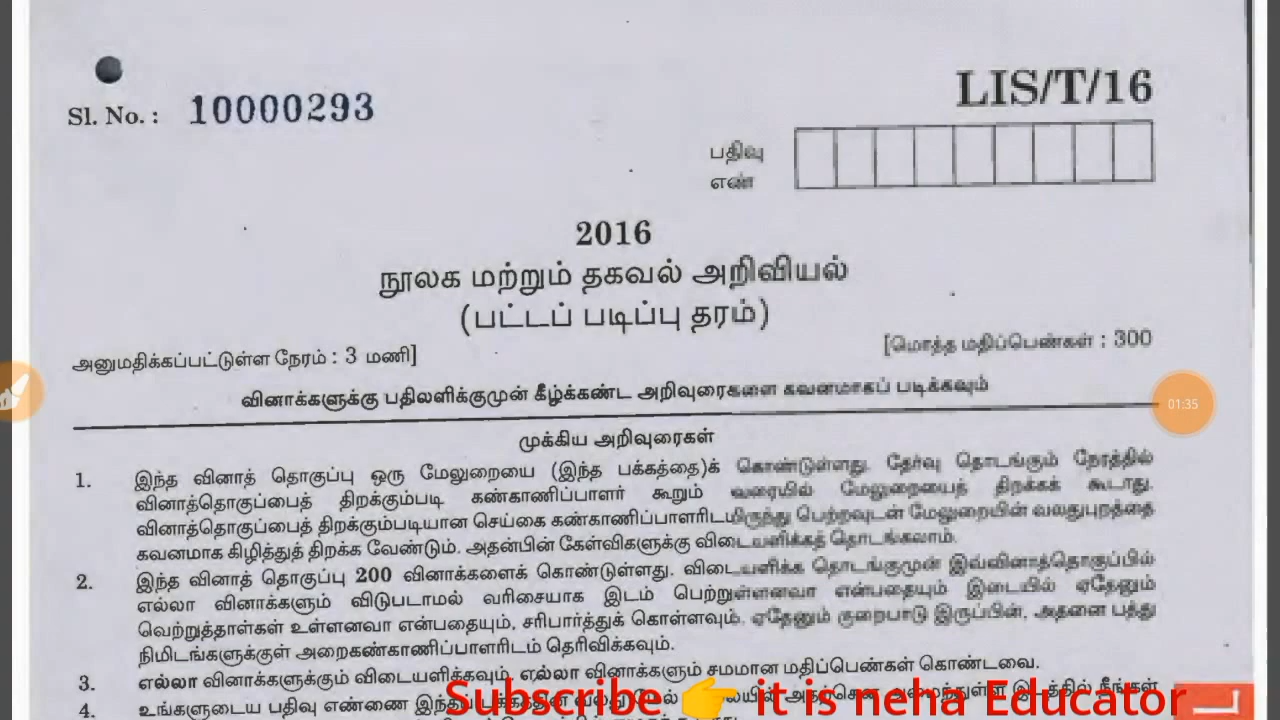 LIS/T/16
Sl. No. : 10000293
பதிவு
எண்
2016
நூலக மற்றும் தகவல் அறிவியல்
(பட்டப் படிப்பு தரம்)
அனுமதிக்கப்பட்டுள்ள நேரம் : 3 மணி]
[மொத்த மதிப்பெண்கள் : 300
வினாக்களுக்கு பதிலளிக்குமுன் கீழ்க்கண்ட அறிவுரைகளை கவனமாகப் படிக்கவும்
முக்கிய அறிவுரைகள்
1. இந்த வினாத் தொகுப்பு ஒரு மேலுறையை (இந்த பக்கத்தை)க் கொண்டுள்ளது. தேர்வு தொடங்கும் நேரத்தில்
வினாத்தொகுப்பைத் திறக்கும்படி கண்காணிப்பாளர் கூறும் வரையில் மேலுறையைத் திறக்கக் கூடாது.
வினாத்தொகுப்பைத் திறக்கும்படியான செய்கை கண்காணிப்பாளரிடமிருந்து பெற்றவுடன் மேலுறையின் வலதுபுறத்தை
கவனமாக கிழித்துத் திறக்க வேண்டும். அதன்பின் கேள்விகளுக்கு விடையளிக்கத் தொடங்கலாம்.
2. இந்த வினாத் தொகுப்பு 200 வினாக்களைக் கொண்டுள்ளது. விடையளிக்க தொடங்குமுன் இவ்வினாத்தொகுப்பில்
எல்லா வினாக்களும் விடுபடாமல் வரிசையாக இடம் பெற்றுள்ளனவா என்பதையும் இடையில் ஏதேனும்
வெற்றுத்தாள்கள் உள்ளனவா என்பதையும், சரிபார்த்துக் கொள்ளவும். ஏதேனும் குறைபாடு இருப்பின், அதனை பத்து
நிமிடங்களுக்குள் அறைகண்காணிப்பாளரிடம் தெரிவிக்கவும்.
3. எல்லா வினாக்களுக்கும் விடையளிக்கவும். எல்லா வினாக்களும் சமமான மதிப்பெண்கள் கொண்டவை.
4. உங்களுடைய பதிவு எண்ணை அமைந்துள்ள இடத்தில் நீங்கள்
Subscribe 👉 it is neha Educator
01:35